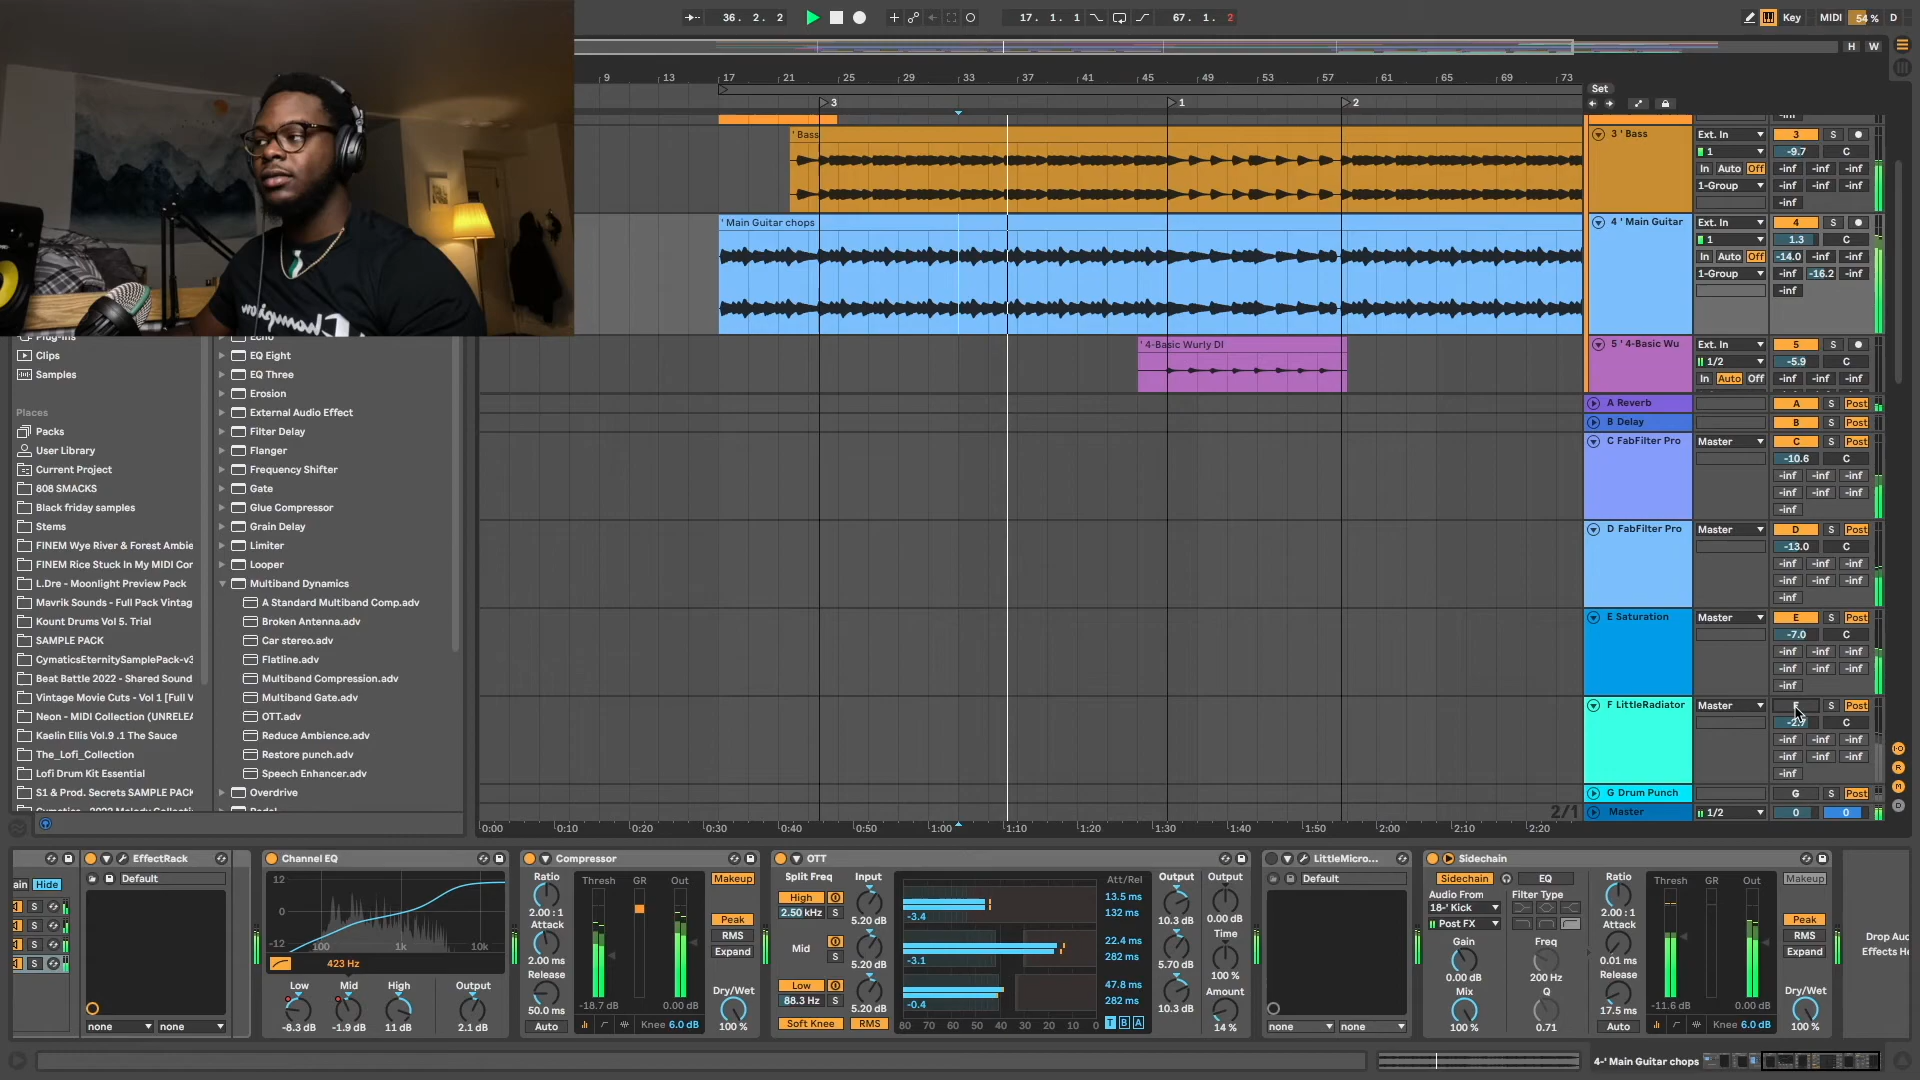 36. 2. 2
17. 1. 1
67. 1. 2
Key
MIDI
54 %
D
H
W
9 13 17 21 25 29 33 37 41 45 49 53 57 61 65 69 73
Set
3
1
2
' Bass
3 ' Bass
Ext. In
3
S
1
-9.7
C
In Auto Off
-inf -inf -inf
1-Group
-inf -inf -inf
-inf
' Main Guitar chops
4 ' Main Guitar
Ext. In
4
S
1
1.3
C
In Auto Off
-14.0 -inf -inf
1-Group
-inf -16.2 -inf
-inf
' 4-Basic Wurly DI
5 ' 4-Basic Wu
Ext. In
5
S
1/2
-5.9
C
In Auto Off
-inf -inf -inf
A Reverb
A
S
Post
B Delay
B
S
Post
C FabFilter Pro
Master
C
S
Post
-10.6
C
-inf -inf -inf
-inf -inf -inf
-inf
D FabFilter Pro
Master
D
S
Post
-13.0
C
-inf -inf -inf
-inf -inf -inf
-inf
E Saturation
Master
E
S
Post
-7.0
C
-inf -inf -inf
-inf -inf -inf
-inf
F LittleRadiator
Master
S
Post
C
-inf -inf -inf
-inf -inf -inf
-inf
G Drum Punch
G
S
Post
2/1
Master
1/2
0
0
0:00 0:10 0:20 0:30 0:40 0:50 1:00 1:10 1:20 1:30 1:40 1:50 2:00 2:10 2:20
Plug-Ins
Clips
Samples
Places
Packs
User Library
Current Project
808 SMACKS
Black friday samples
Stems
FINEM Wye River & Forest Ambie
FINEM Rice Stuck In My MIDI Cor
L.Dre - Moonlight Preview Pack
Mavrik Sounds - Full Pack Vintag
Kount Drums Vol 5. Trial
SAMPLE PACK
CymaticsEternitySamplePack-v3
Beat Battle 2022 - Shared Sound
Vintage Movie Cuts - Vol 1 [Full V
Neon - MIDI Collection (UNRELEA
Kaelin Ellis Vol.9 .1 The Sauce
The_Lofi_Collection
Lofi Drum Kit Essential
S1 & Prod. Secrets SAMPLE PACK
Echo
EQ Eight
EQ Three
Erosion
External Audio Effect
Filter Delay
Flanger
Frequency Shifter
Gate
Glue Compressor
Grain Delay
Limiter
Looper
Multiband Dynamics
A Standard Multiband Comp.adv
Broken Antenna.adv
Car stereo.adv
Flatline.adv
Multiband Compression.adv
Multiband Gate.adv
OTT.adv
Reduce Ambience.adv
Restore punch.adv
Speech Enhancer.adv
Overdrive
ain Hide
S
S
S
S
EffectRack
Default
none
none
Channel EQ
12
0
-12
100 1k 10k
423 Hz
Low Mid High Output
-8.3 dB -1.9 dB 11 dB 2.1 dB
Compressor
Ratio
2.00 : 1
Attack
2.00 ms
Release
50.0 ms
Auto
Thresh GR Out
-18.7 dB 0.00 dB
Knee 6.0 dB
Makeup
Peak
RMS
Expand
Dry/Wet
100 %
OTT
Split Freq Input
High
2.50 kHz S
5.20 dB
Mid
S
5.20 dB
Low
88.3 Hz S
5.20 dB
Soft Knee RMS
-3.4
-3.1
-0.4
80 70 60 50 40 30 20 10 0
Att/Rel
13.5 ms
132 ms
22.4 ms
282 ms
47.8 ms
282 ms
T B A
Output
10.3 dB
5.70 dB
10.3 dB
Output
0.00 dB
Time
100 %
Amount
14 %
LittleMicro...
Default
none
none
Sidechain
Sidechain
EQ
Audio From
18-' Kick
Post FX
Filter Type
Gain
0.00 dB
Mix
100 %
Freq
200 Hz
Q
0.71
Ratio
2.00 : 1
Attack
0.01 ms
Release
17.5 ms
Auto
Thresh GR Out
-11.6 dB 0.00 dB
Knee 6.0 dB
Makeup
Peak
RMS
Expand
Dry/Wet
100 %
Drop Au
Effects He
4-' Main Guitar chops